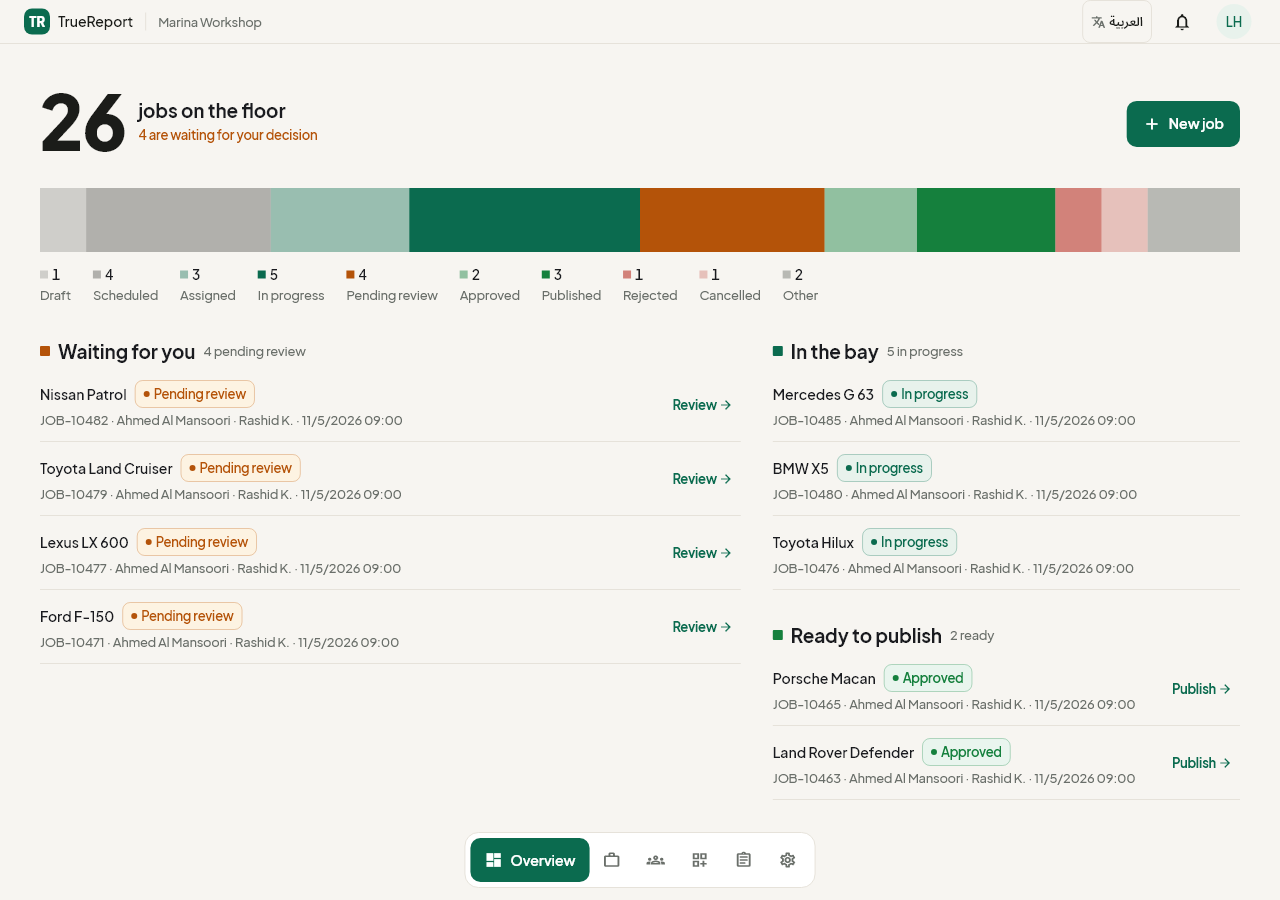 TR TrueReport Marina Workshop العربية LH
26 jobs on the floor
4 are waiting for your decision
New job
1 4 3 5 4 2 3 1 1 2
Draft Scheduled Assigned In progress Pending review Approved Published Rejected Cancelled Other
Waiting for you 4 pending review
Nissan Patrol Pending review
JOB-10482 · Ahmed Al Mansoori · Rashid K. · 11/5/2026 09:00
Review →
Toyota Land Cruiser Pending review
JOB-10479 · Ahmed Al Mansoori · Rashid K. · 11/5/2026 09:00
Review →
Lexus LX 600 Pending review
JOB-10477 · Ahmed Al Mansoori · Rashid K. · 11/5/2026 09:00
Review →
Ford F-150 Pending review
JOB-10471 · Ahmed Al Mansoori · Rashid K. · 11/5/2026 09:00
Review →
In the bay 5 in progress
Mercedes G 63 In progress
JOB-10485 · Ahmed Al Mansoori · Rashid K. · 11/5/2026 09:00
BMW X5 In progress
JOB-10480 · Ahmed Al Mansoori · Rashid K. · 11/5/2026 09:00
Toyota Hilux In progress
JOB-10476 · Ahmed Al Mansoori · Rashid K. · 11/5/2026 09:00
Ready to publish 2 ready
Porsche Macan Approved
JOB-10465 · Ahmed Al Mansoori · Rashid K. · 11/5/2026 09:00
Publish →
Land Rover Defender Approved
JOB-10463 · Ahmed Al Mansoori · Rashid K. · 11/5/2026 09:00
Publish →
Overview